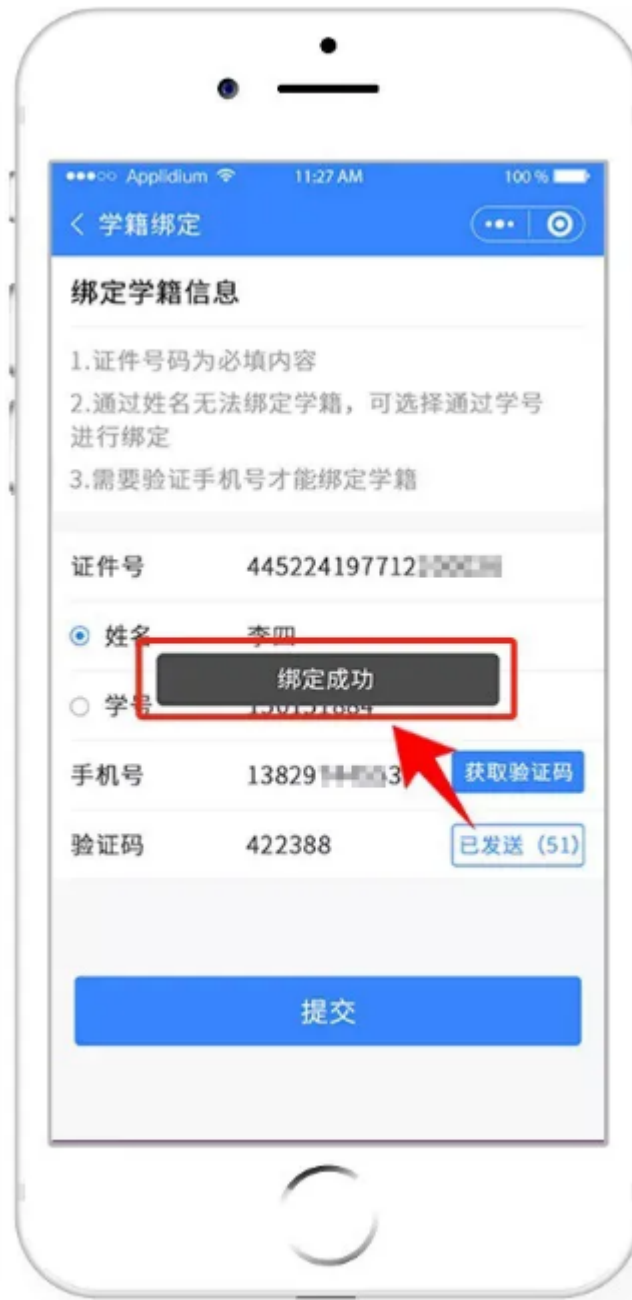 Applidium 11:27 AM 100 %
学籍绑定
绑定学籍信息
1.证件号码为必填内容
2.通过姓名无法绑定学籍，可选择通过学号
进行绑定
3.需要验证手机号才能绑定学籍
证件号 445224197712
姓名 李四
绑定成功
学号
手机号 13829 3 获取验证码
验证码 422388 已发送（51）
提交